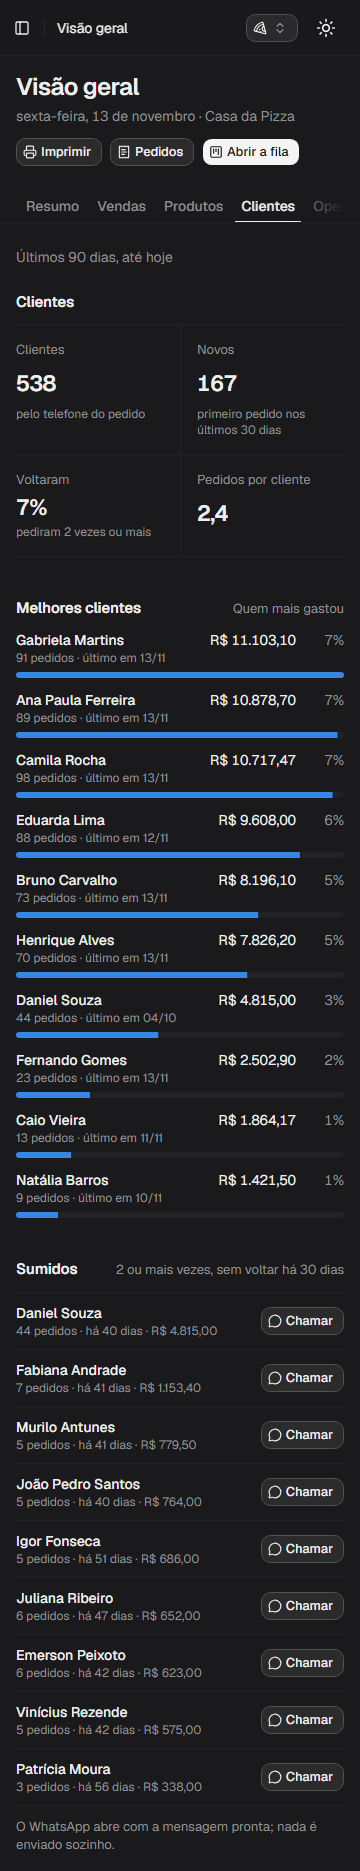 Visão geral
Visão geral
sexta-feira, 13 de novembro · Casa da Pizza
Imprimir
Pedidos
Abrir a fila
Resumo
Vendas
Produtos
Clientes
Últimos 90 dias, até hoje
Clientes
Clientes
538
pelo telefone do pedido
Novos
167
primeiro pedido nos
últimos 30 dias
Voltaram
7%
pediram 2 vezes ou mais
Pedidos por cliente
2,4
Melhores clientes
Quem mais gastou
Gabriela Martins R$ 11.103,10 7%
91 pedidos · último em 13/11
Ana Paula Ferreira R$ 10.878,70 7%
89 pedidos · último em 13/11
Camila Rocha R$ 10.717,47 7%
98 pedidos · último em 13/11
Eduarda Lima R$ 9.608,00 6%
88 pedidos · último em 12/11
Bruno Carvalho R$ 8.196,10 5%
73 pedidos · último em 13/11
Henrique Alves R$ 7.826,20 5%
70 pedidos · último em 13/11
Daniel Souza R$ 4.815,00 3%
44 pedidos · último em 04/10
Fernando Gomes R$ 2.502,90 2%
23 pedidos · último em 13/11
Caio Vieira R$ 1.864,17 1%
13 pedidos · último em 11/11
Natália Barros R$ 1.421,50 1%
9 pedidos · último em 10/11
Sumidos
2 ou mais vezes, sem voltar há 30 dias
Daniel Souza
44 pedidos · há 40 dias · R$ 4.815,00
Chamar
Fabiana Andrade
7 pedidos · há 41 dias · R$ 1.153,40
Chamar
Murilo Antunes
5 pedidos · há 41 dias · R$ 779,50
Chamar
João Pedro Santos
5 pedidos · há 40 dias · R$ 764,00
Chamar
Igor Fonseca
5 pedidos · há 51 dias · R$ 686,00
Chamar
Juliana Ribeiro
6 pedidos · há 47 dias · R$ 652,00
Chamar
Emerson Peixoto
6 pedidos · há 42 dias · R$ 623,00
Chamar
Vinícius Rezende
5 pedidos · há 42 dias · R$ 575,00
Chamar
Patrícia Moura
3 pedidos · há 56 dias · R$ 338,00
Chamar
O WhatsApp abre com a mensagem pronta; nada é
enviado sozinho.